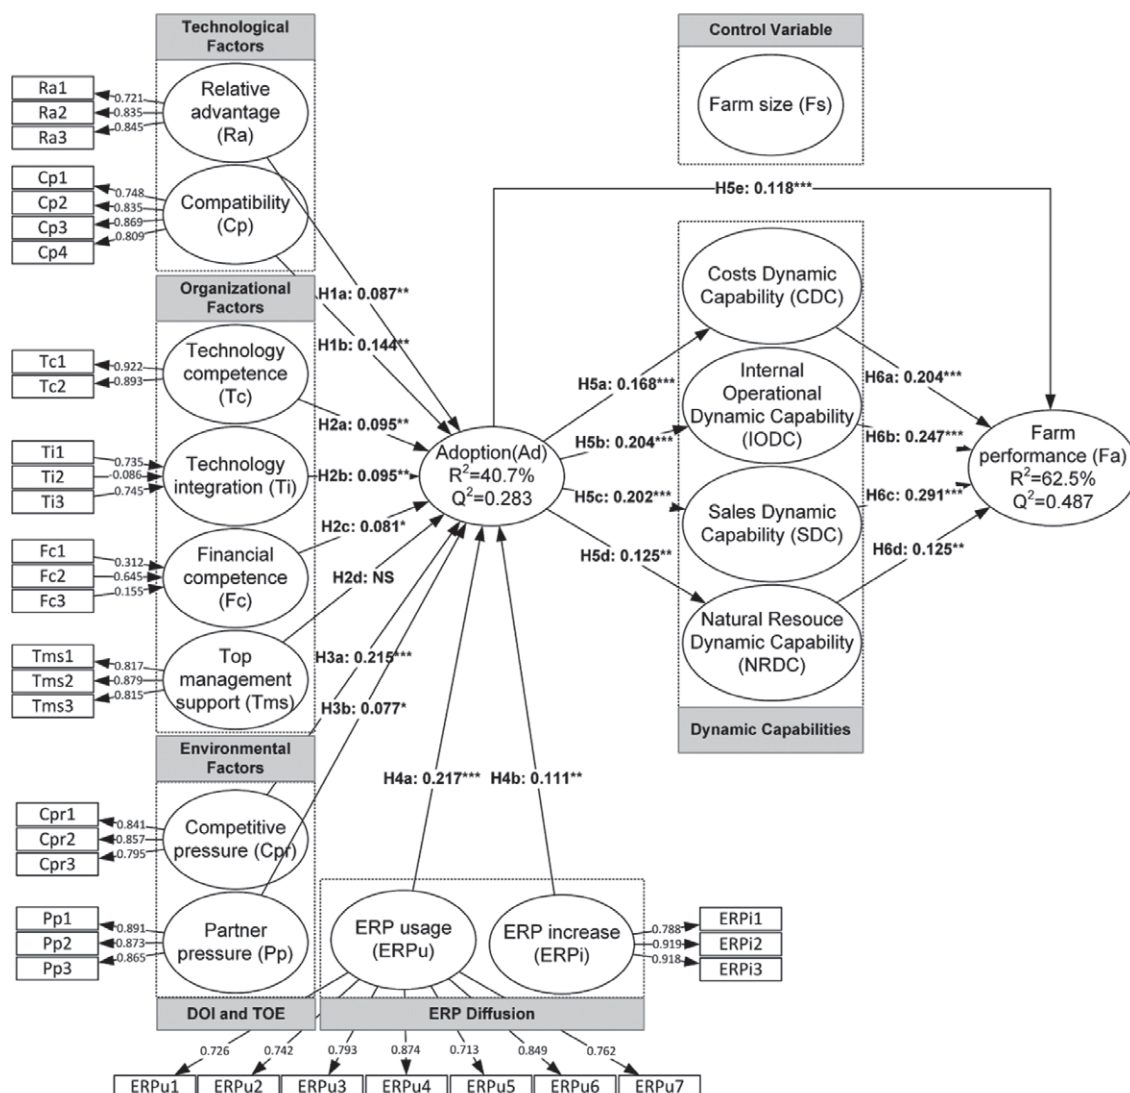 Technological
Factors
Ra1
Ra2
Ra3
0.721
0.835
0.845
Relative
advantage
(Ra)
Cp1
Cp2
Cp3
Cp4
0.748
0.835
0.869
0.809
Compatibility
(Cp)
Organizational
Factors
Tc1
Tc2
0.922
0.893
Technology
competence
(Tc)
Ti1
Ti2
Ti3
0.735
-0.086
0.745
Technology
integration (Ti)
Fc1
Fc2
Fc3
0.312
0.645
0.155
Financial
competence
(Fc)
Tms1
Tms2
Tms3
0.817
0.879
0.815
Top
management
support (Tms)
Environmental
Factors
Cpr1
Cpr2
Cpr3
0.841
0.857
0.795
Competitive
pressure (Cpr)
Pp1
Pp2
Pp3
0.891
0.873
0.865
Partner
pressure (Pp)
DOI and TOE
H1a: 0.087**
H1b: 0.144**
H2a: 0.095**
H2b: 0.095**
H2c: 0.081*
H2d: NS
H3a: 0.215***
H3b: 0.077*
H4a: 0.217***
H4b: 0.111**
Adoption(Ad)
R²=40.7%
Q²=0.283
ERP usage
(ERPu)
ERP increase
(ERPi)
0.788
0.919
0.918
ERPi1
ERPi2
ERPi3
ERP Diffusion
0.726
0.742
0.793
0.874
0.713
0.849
0.762
ERPu1
ERPu2
ERPu3
ERPu4
ERPu5
ERPu6
ERPu7
Control Variable
Farm size (Fs)
H5e: 0.118***
H5a: 0.168***
H5b: 0.204***
H5c: 0.202***
H5d: 0.125**
Costs Dynamic
Capability (CDC)
Internal
Operational
Dynamic Capability
(IODC)
Sales Dynamic
Capability (SDC)
Natural Resouce
Dynamic Capability
(NRDC)
Dynamic Capabilities
H6a: 0.204***
H6b: 0.247***
H6c: 0.291***
H6d: 0.125**
Farm
performance (Fa)
R²=62.5%
Q²=0.487